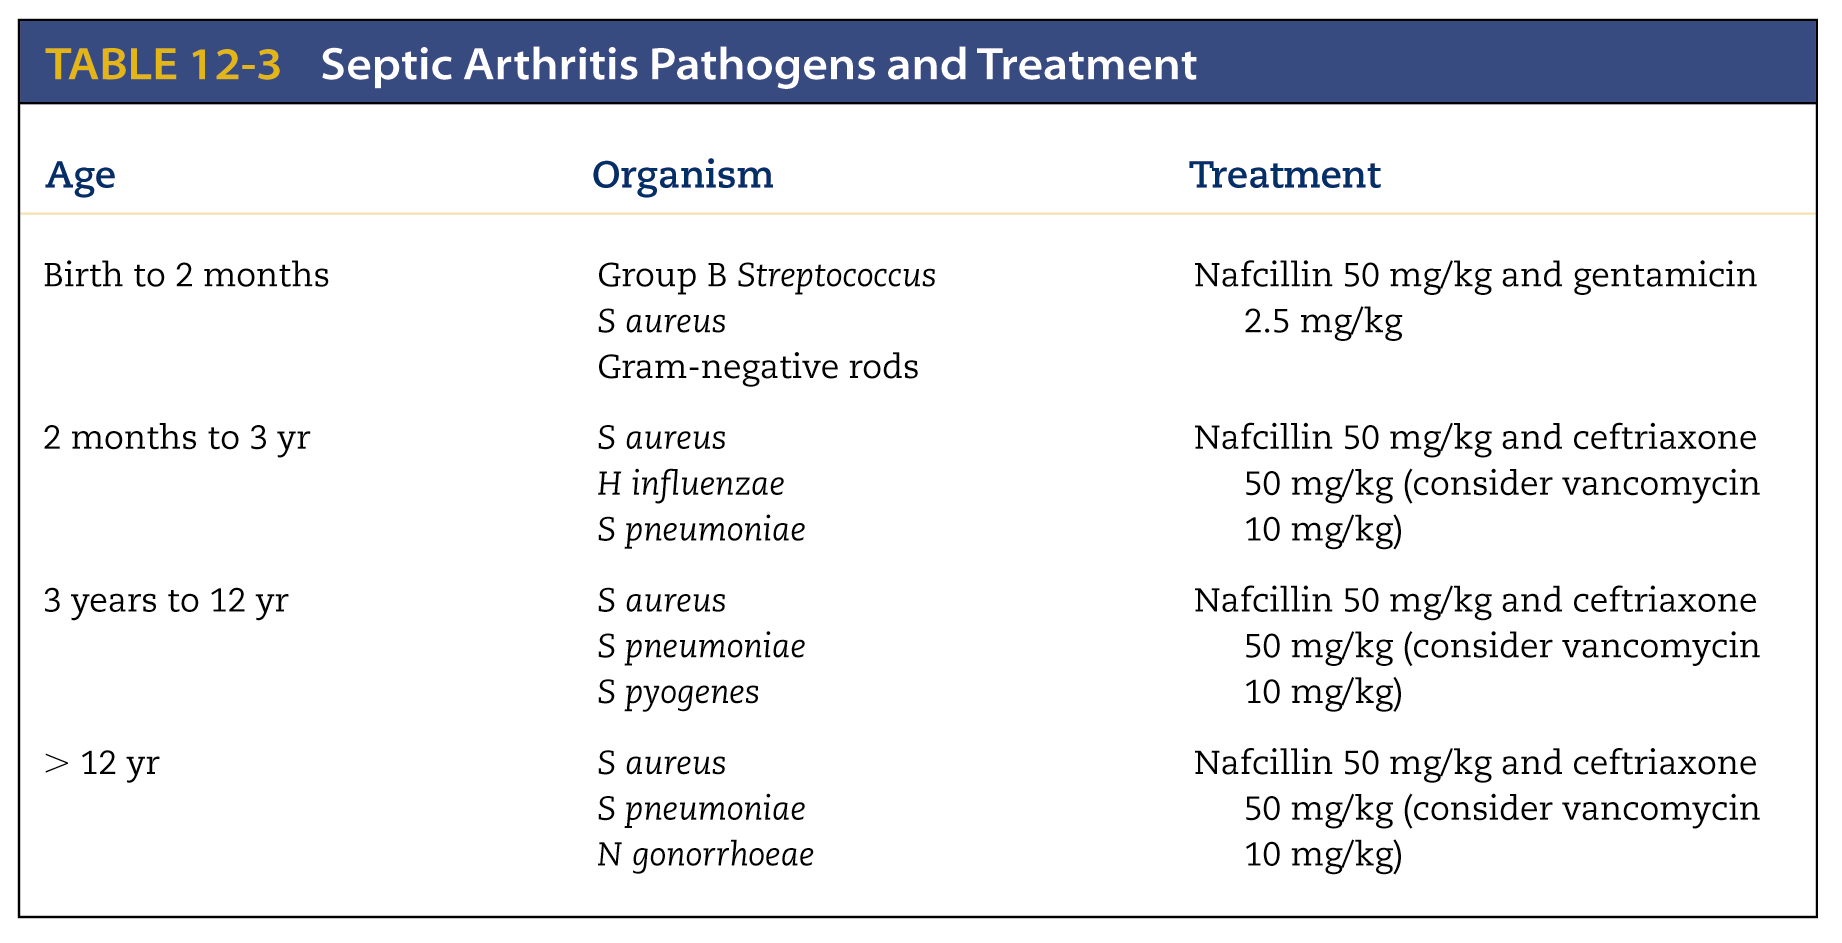 TABLE 12-3 Septic Arthritis Pathogens and Treatment
Age Organism Treatment
Birth to 2 months Group B Streptococcus Nafcillin 50 mg/kg and gentamicin
S aureus 2.5 mg/kg
Gram-negative rods
2 months to 3 yr S aureus Nafcillin 50 mg/kg and ceftriaxone
H influenzae 50 mg/kg (consider vancomycin
S pneumoniae 10 mg/kg)
3 years to 12 yr S aureus Nafcillin 50 mg/kg and ceftriaxone
S pneumoniae 50 mg/kg (consider vancomycin
S pyogenes 10 mg/kg)
> 12 yr S aureus Nafcillin 50 mg/kg and ceftriaxone
S pneumoniae 50 mg/kg (consider vancomycin
N gonorrhoeae 10 mg/kg)